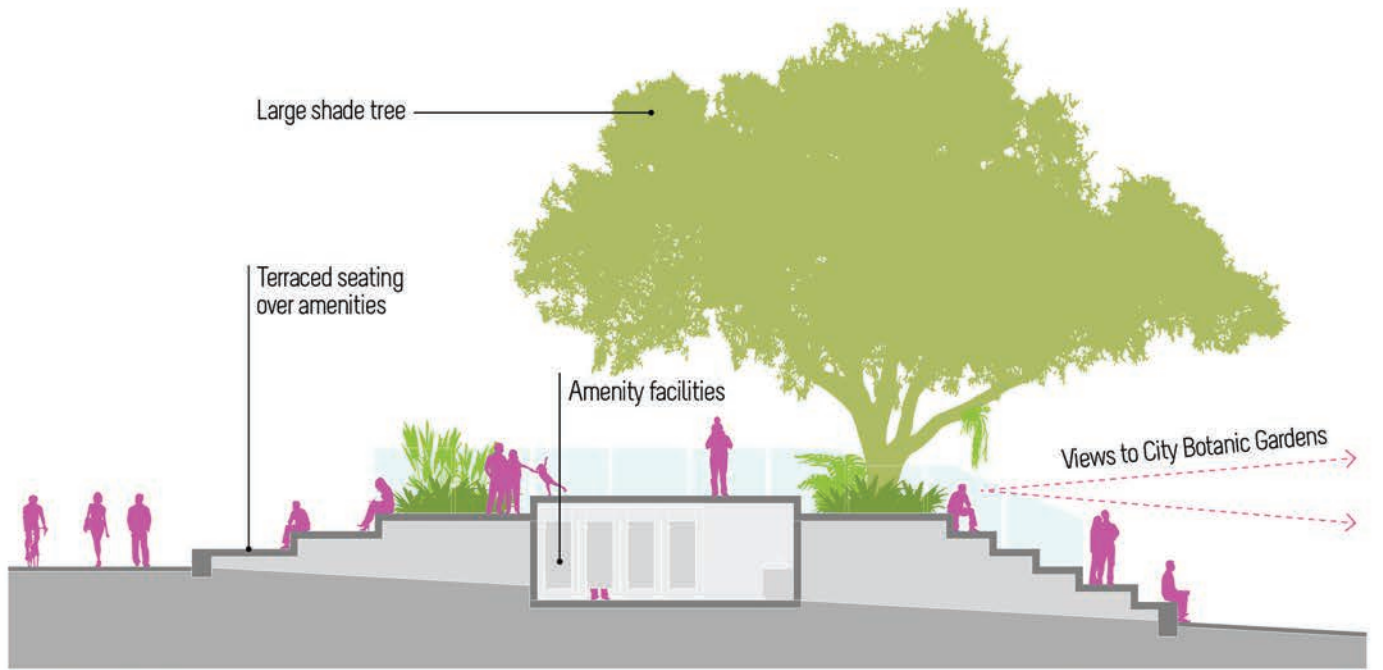 Large shade tree
Terraced seating
over amenities
Amenity facilities
Views to City Botanic Gardens